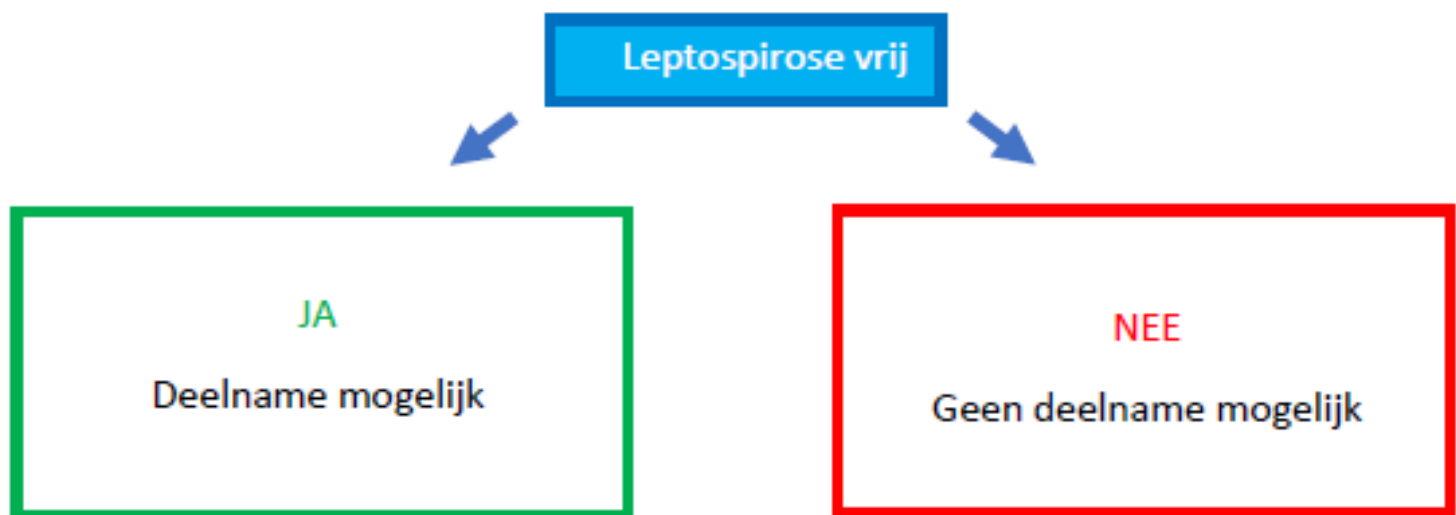 Leptospirose vrij
JA
Deelname mogelijk
NEE
Geen deelname mogelijk